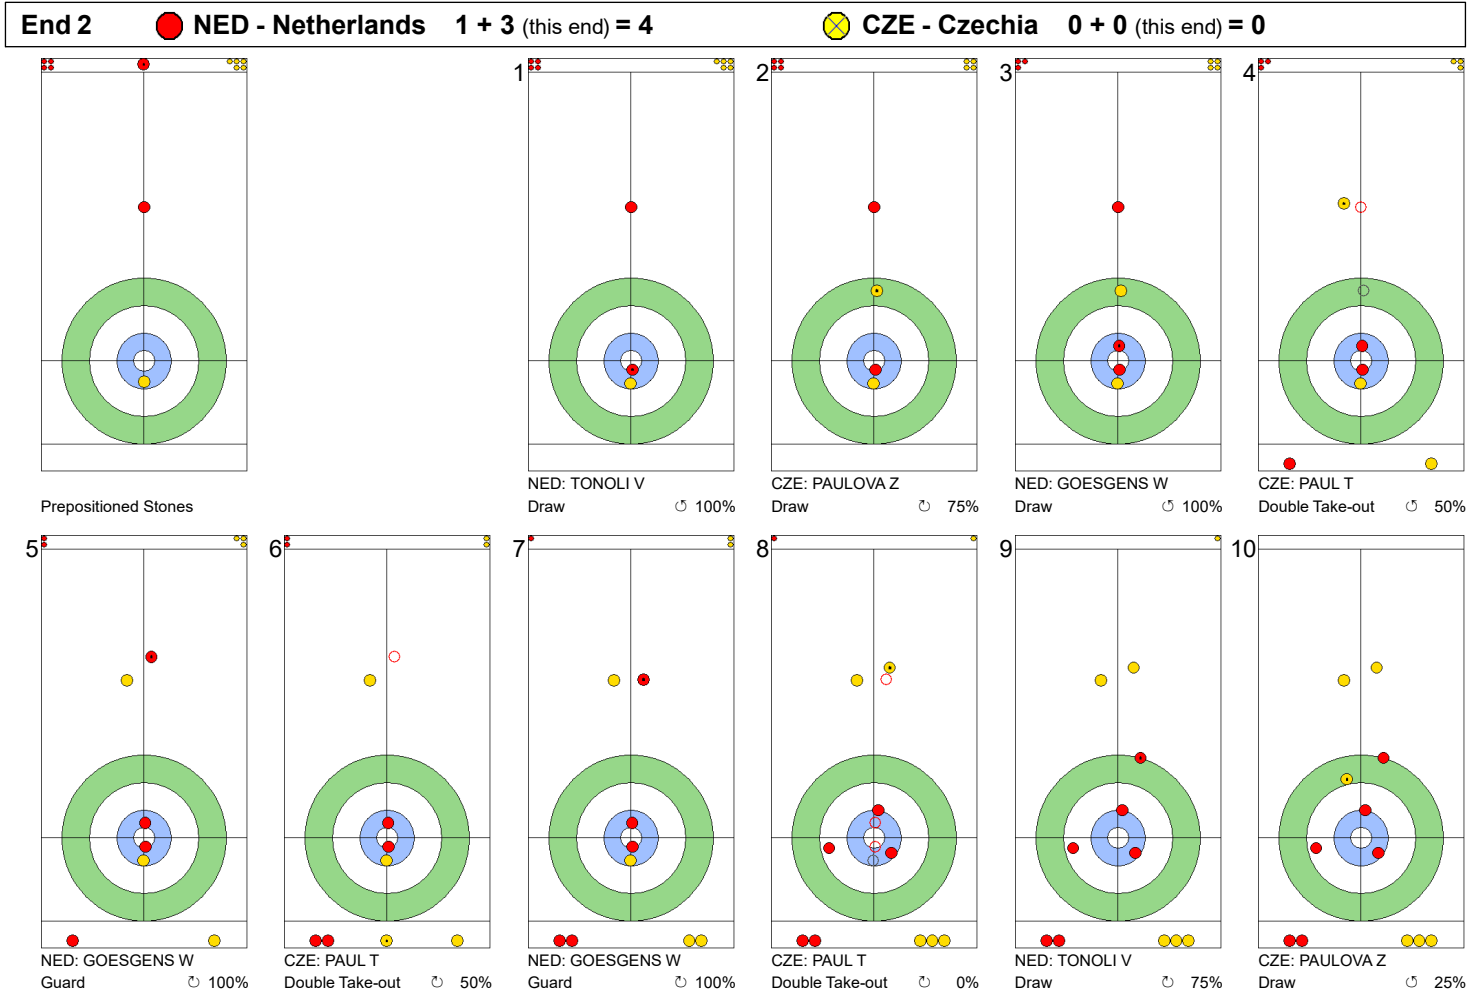 End 2 NED - Netherlands 1 + 3 (this end) = 4 CZE - Czechia 0 + 0 (this end) = 0
1 2 3 4
Prepositioned Stones
NED: TONOLI V
Draw ↺ 100%
CZE: PAULOVA Z
Draw ↻ 75%
NED: GOESGENS W
Draw ↺ 100%
CZE: PAUL T
Double Take-out ↺ 50%
5 6 7 8 9 10
NED: GOESGENS W
Guard ↻ 100%
CZE: PAUL T
Double Take-out ↻ 50%
NED: GOESGENS W
Guard ↻ 100%
CZE: PAUL T
Double Take-out ↻ 0%
NED: TONOLI V
Draw ↻ 75%
CZE: PAULOVA Z
Draw ↻ 25%